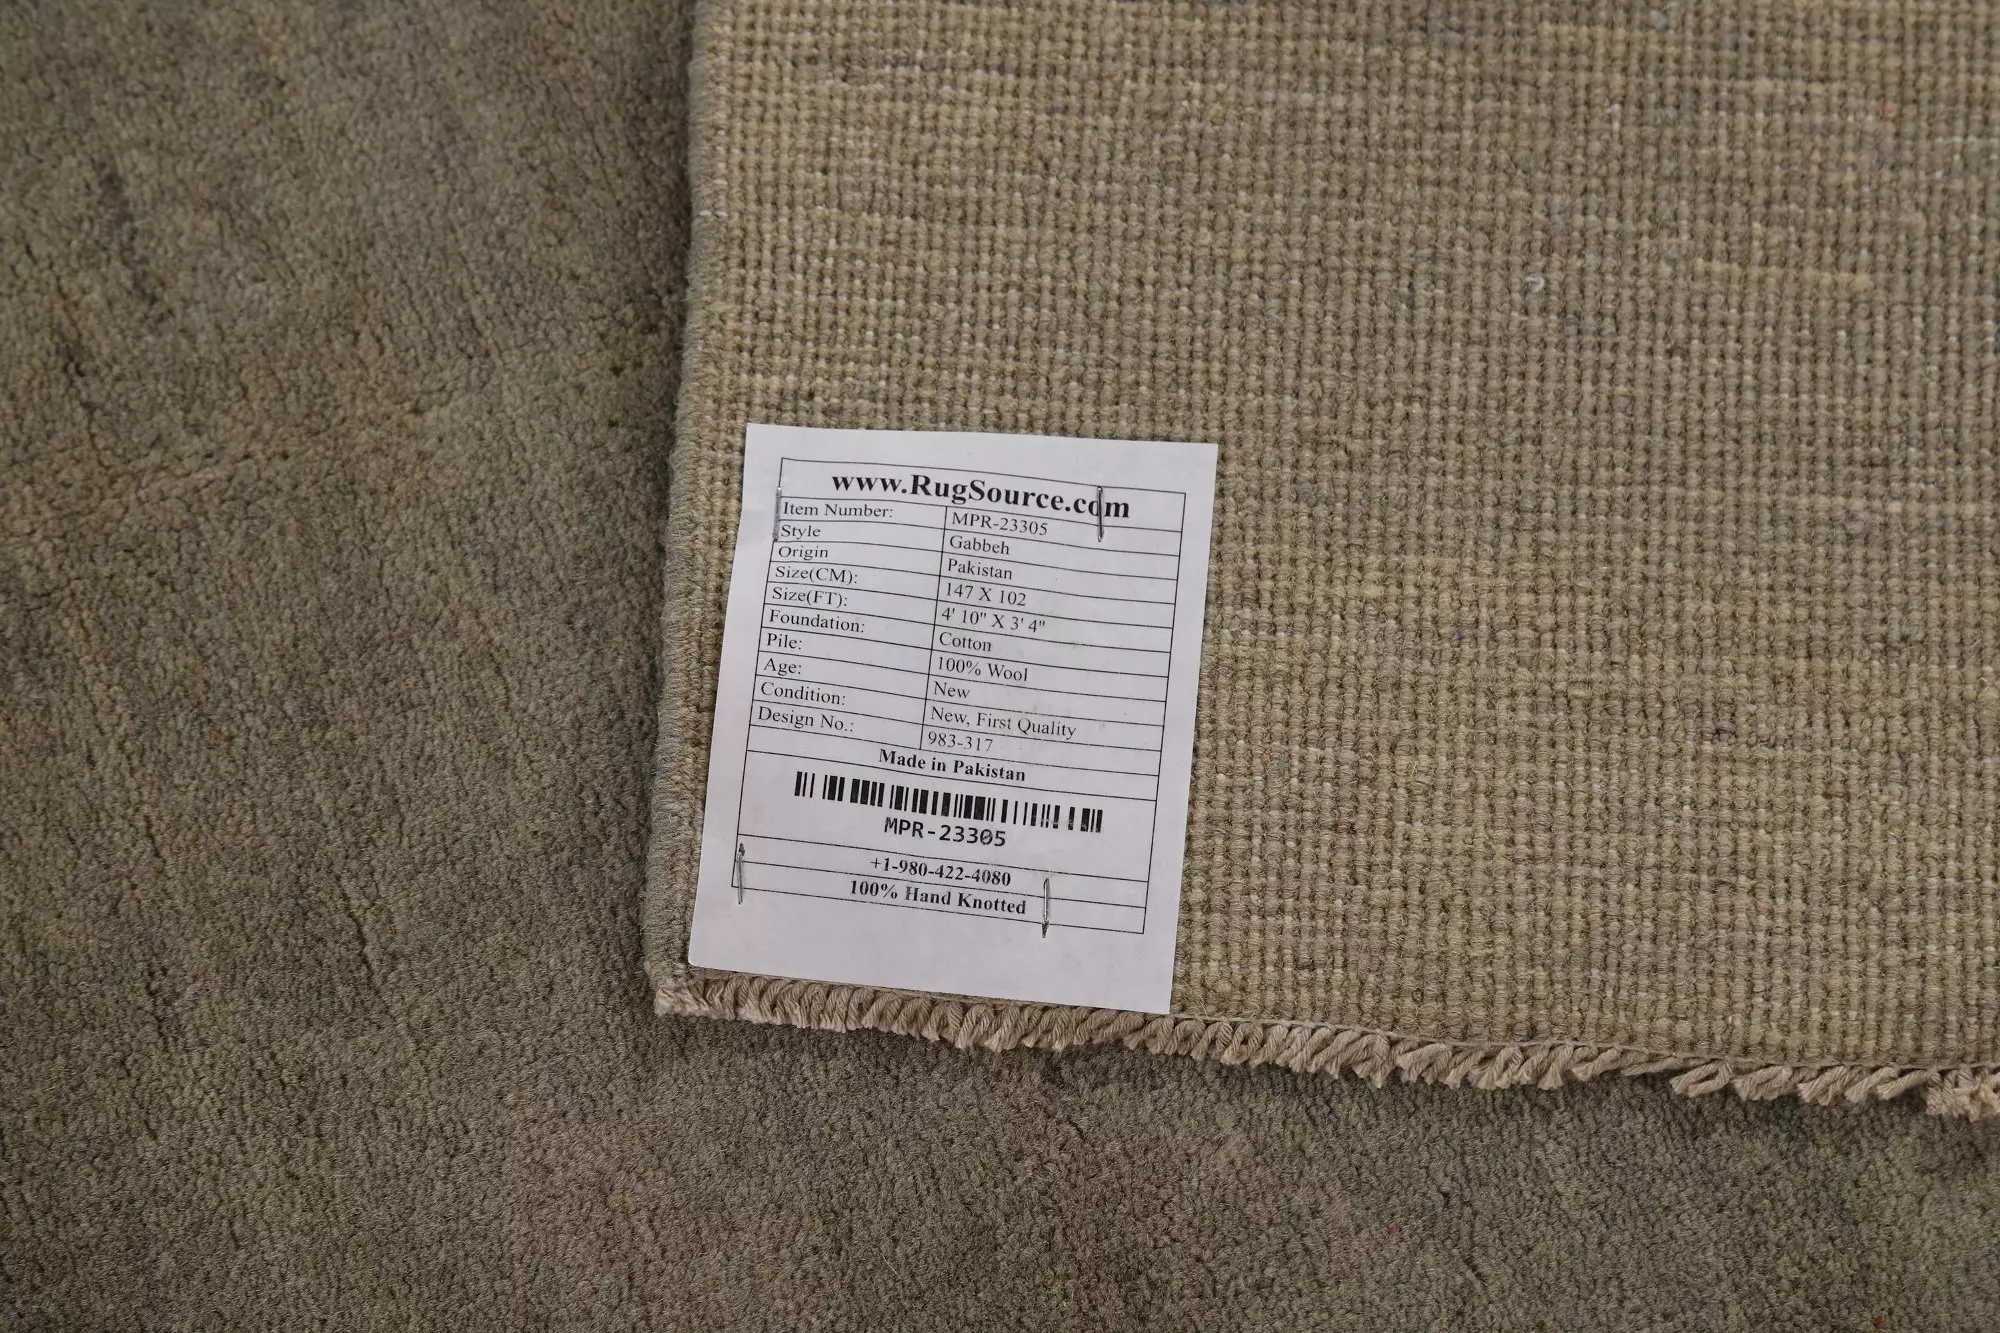 www.RugSource.com
Item Number: MPR-23305
Style Gabbeh
Origin Pakistan
Size(CM): 147 X 102
Size(FT): 4' 10" X 3' 4"
Foundation: Cotton
Pile: 100% Wool
Age: New
Condition: New, First Quality
Design No.: 983-317
Made in Pakistan
MPR-23305
+1-980-422-4080
100% Hand Knotted